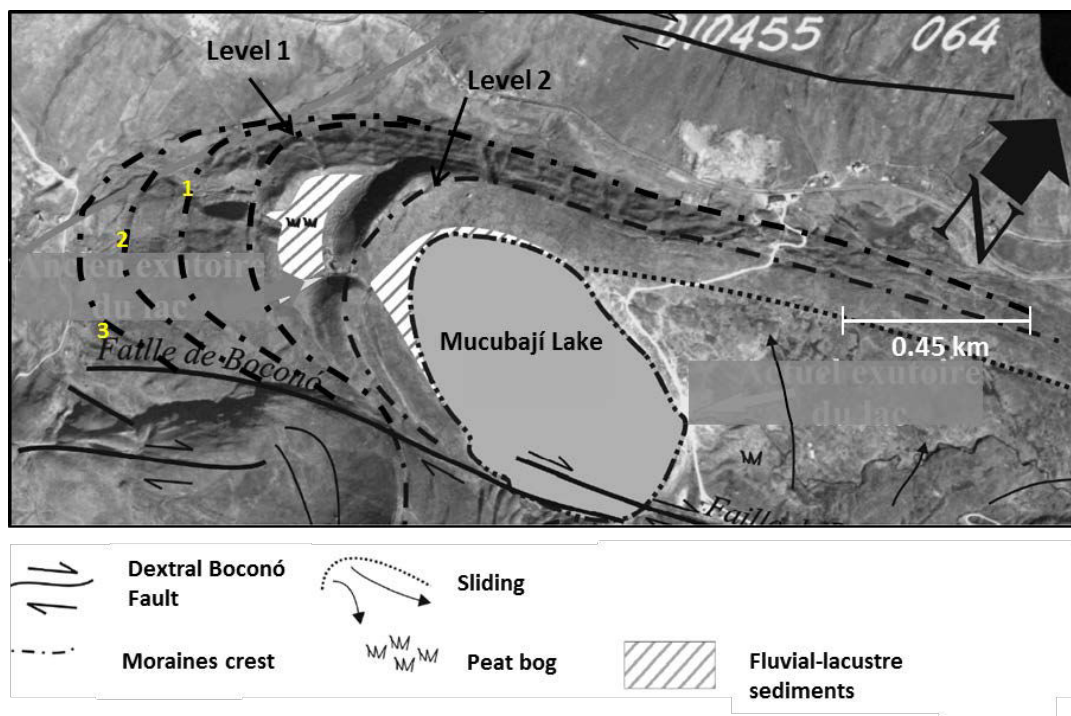 010455 064
Level 1
Level 2
N
1
2
3
Ancien exutoire
du lac
Mucubají Lake
0.45 km
Actuel exutoire
du lac
Faille de Boconó
Faille
Dextral Boconó
Fault
Sliding
Moraines crest
Peat bog
Fluvial-lacustre
sediments